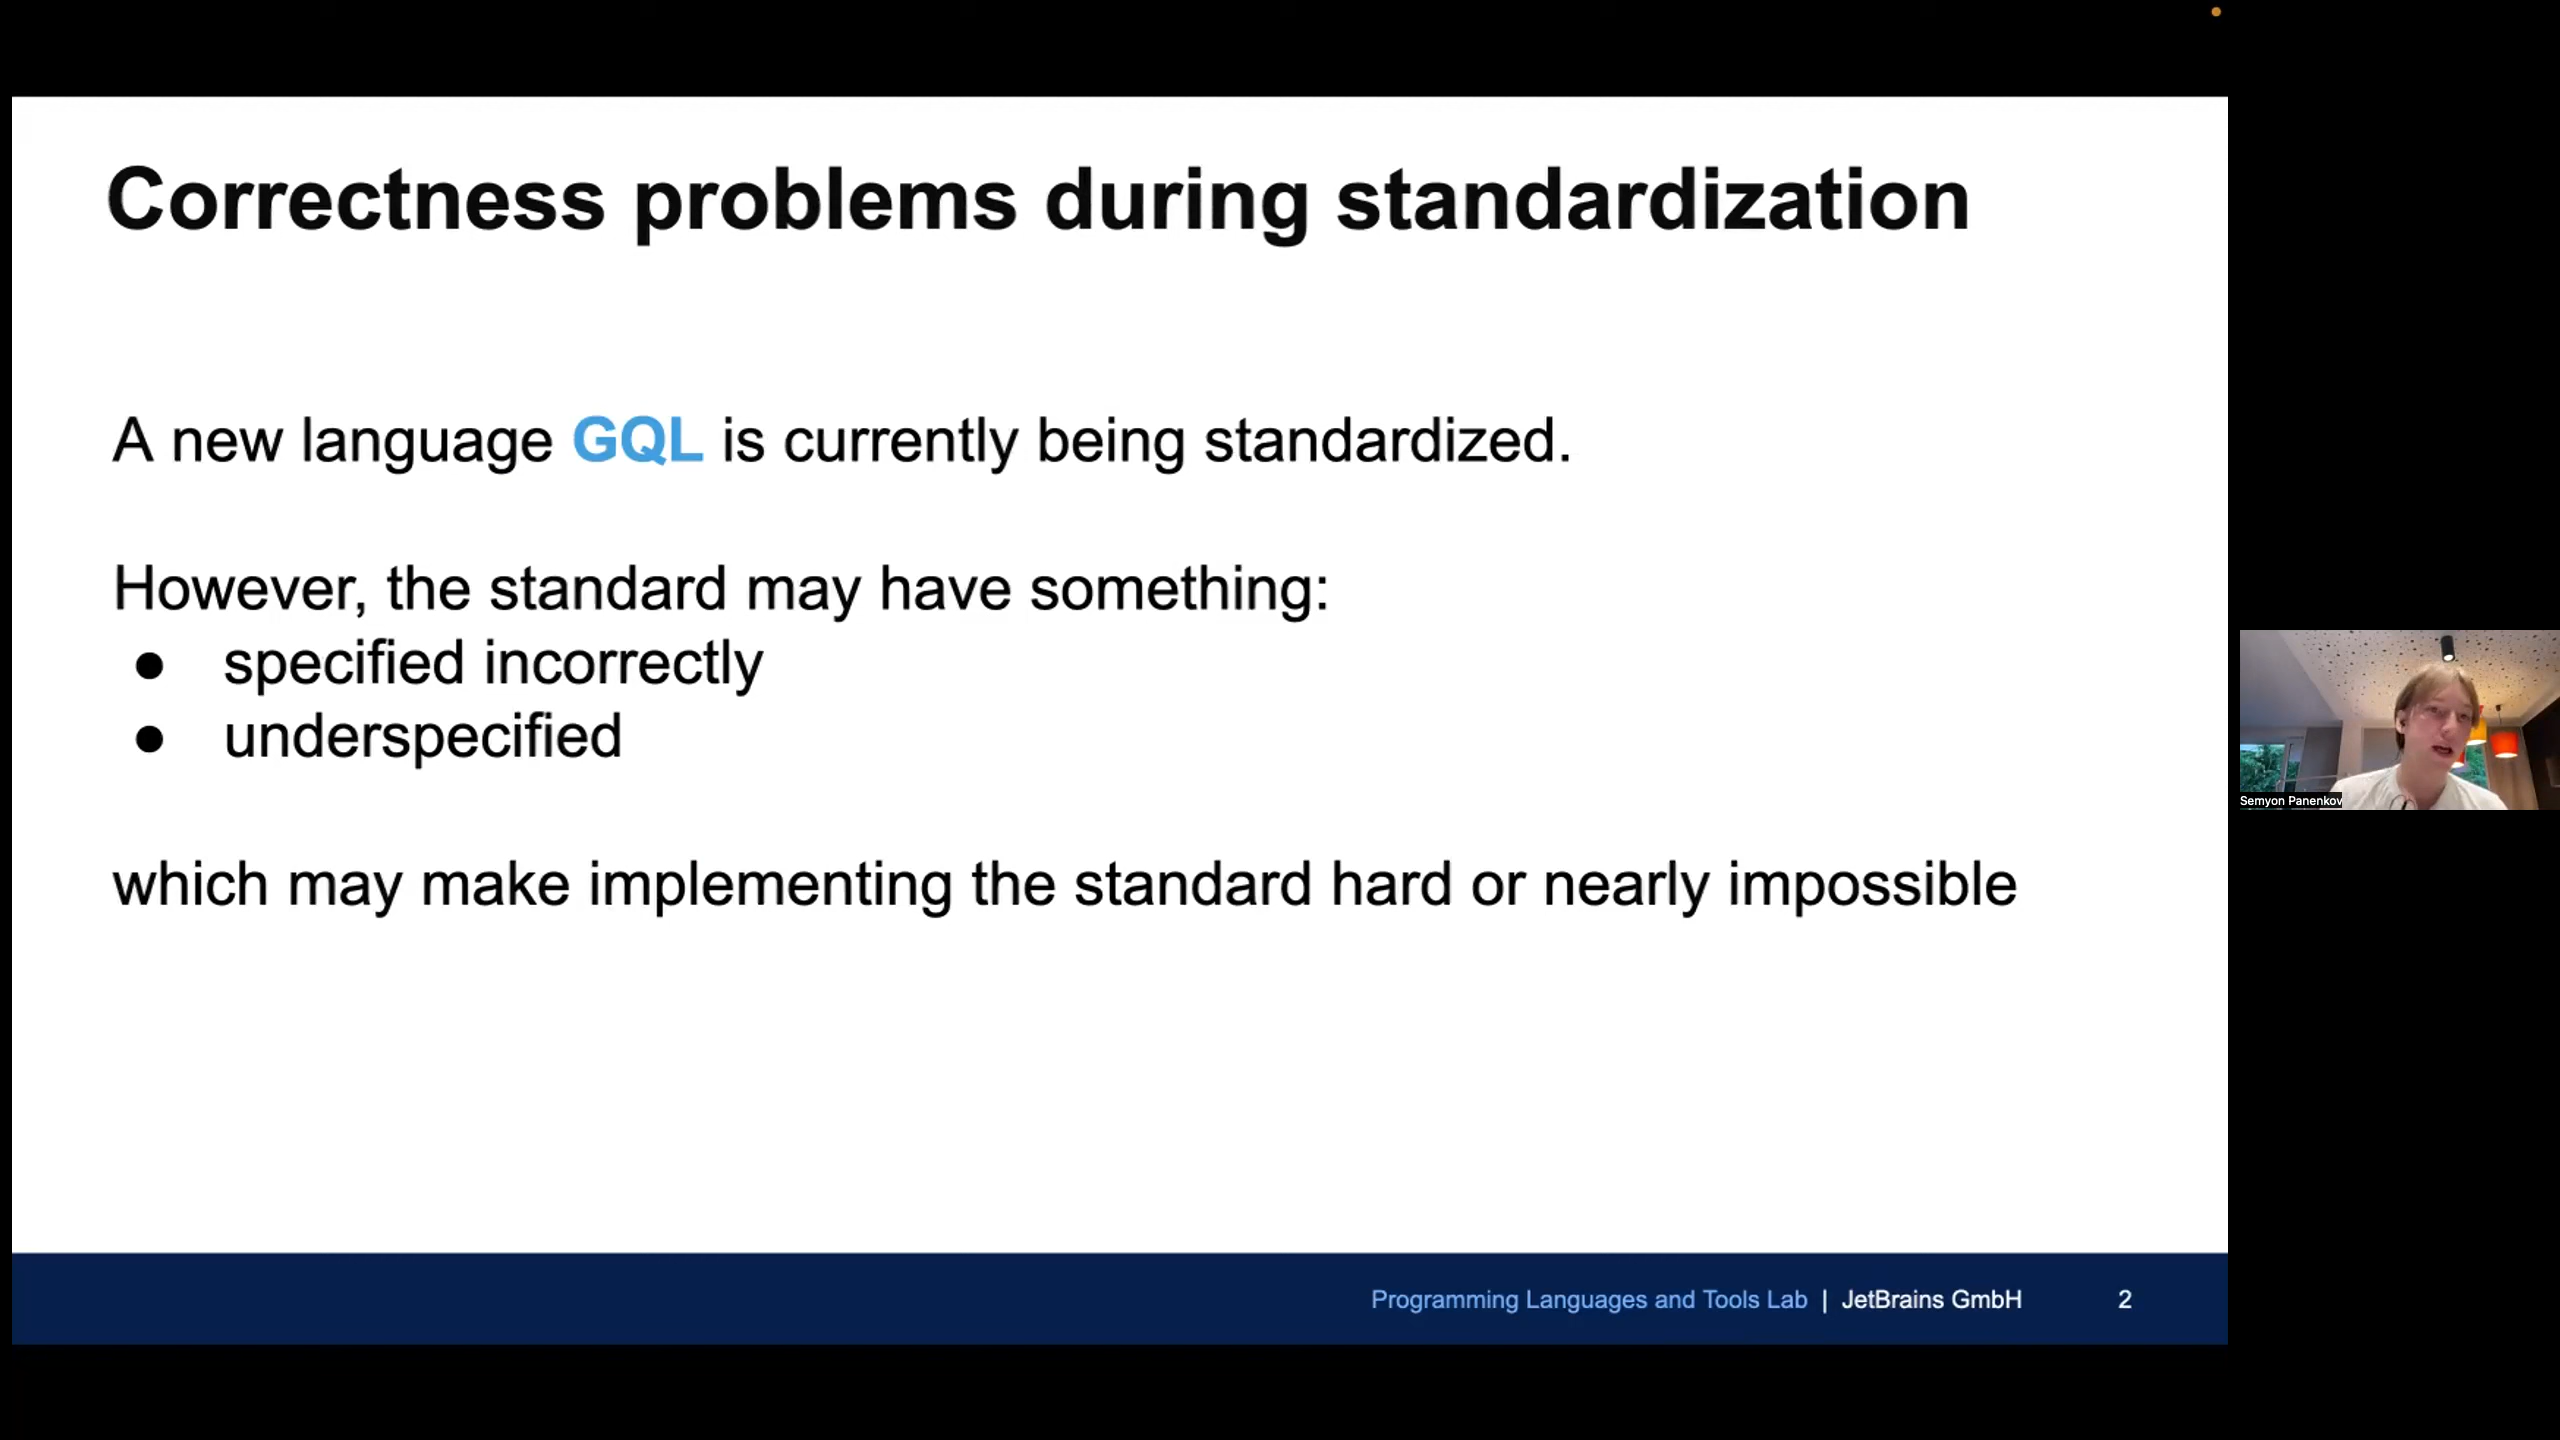 Correctness problems during standardization
A new language GQL is currently being standardized.
However, the standard may have something:
● specified incorrectly
● underspecified
which may make implementing the standard hard or nearly impossible
Semyon Panenkov
Programming Languages and Tools Lab | JetBrains GmbH 2